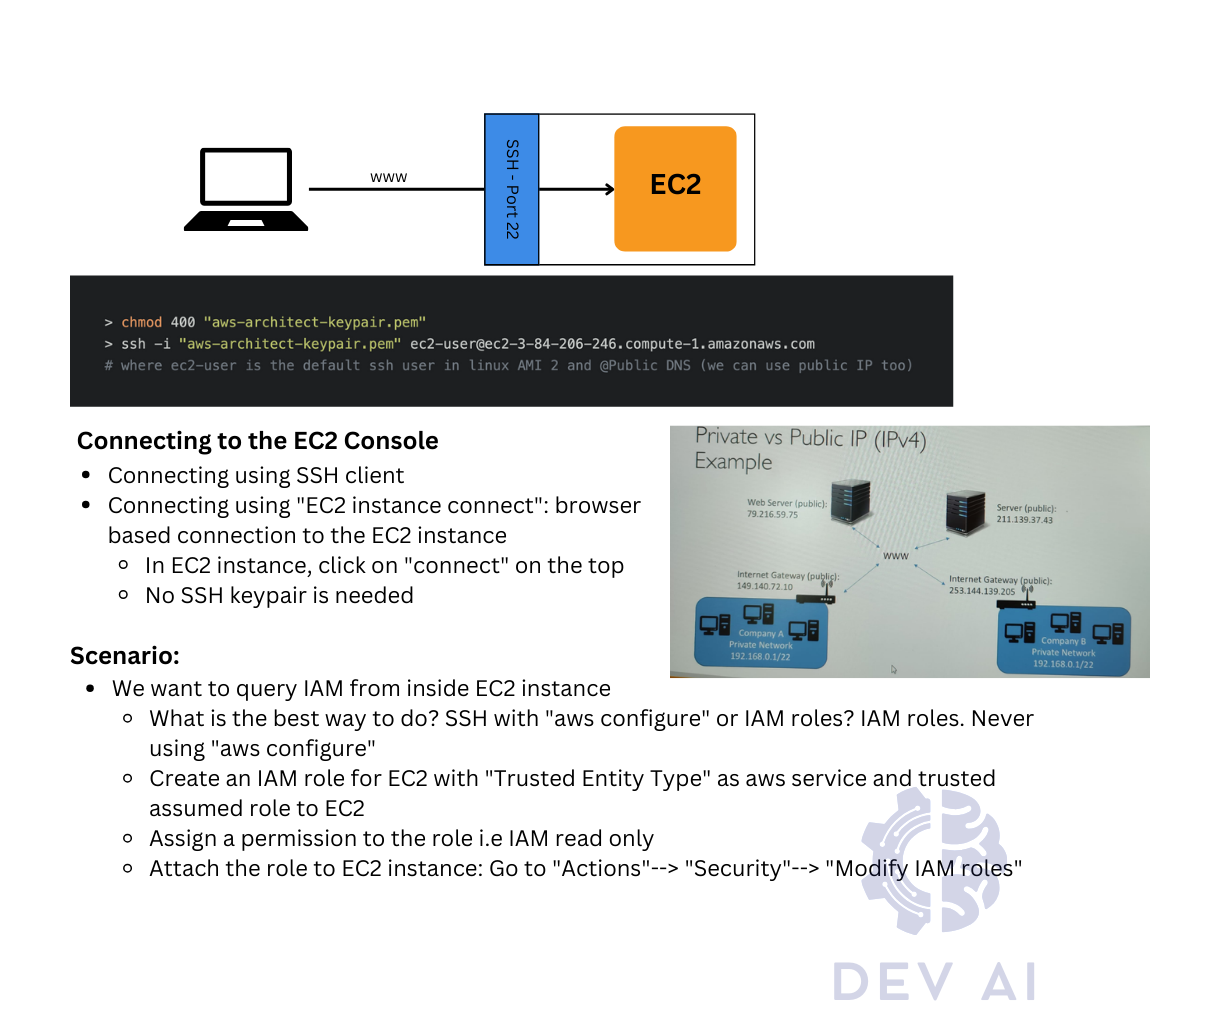 www
SSH - Port 22
EC2
> chmod 400 "aws-architect-keypair.pem"
> ssh -i "aws-architect-keypair.pem" ec2-user@ec2-3-84-206-246.compute-1.amazonaws.com
# where ec2-user is the default ssh user in linux AMI 2 and @Public DNS (we can use public IP too)
Connecting to the EC2 Console
• Connecting using SSH client
• Connecting using "EC2 instance connect": browser
based connection to the EC2 instance
◦ In EC2 instance, click on "connect" on the top
◦ No SSH keypair is needed
Private vs Public IP (IPv4)
Example
Web Server (public):
79.216.59.75
Server (public):
211.139.37.43
www
Internet Gateway (public):
149.140.72.10
Internet Gateway (public):
253.144.139.205
Company A
Private Network
192.168.0.1/22
Company B
Private Network
192.168.0.1/22
Scenario:
• We want to query IAM from inside EC2 instance
◦ What is the best way to do? SSH with "aws configure" or IAM roles? IAM roles. Never
using "aws configure"
◦ Create an IAM role for EC2 with "Trusted Entity Type" as aws service and trusted
assumed role to EC2
◦ Assign a permission to the role i.e IAM read only
◦ Attach the role to EC2 instance: Go to "Actions"--> "Security"--> "Modify IAM roles"
DEV AI